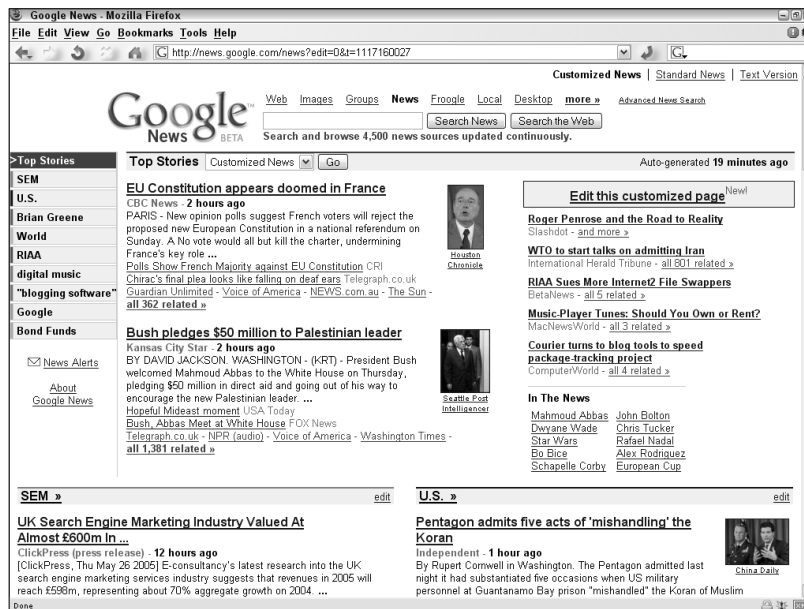 Google News - Mozilla Firefox
File Edit View Go Bookmarks Tools Help
G http://news.google.com/news?edit=0&t=1117160027
G
Customized News | Standard News | Text Version
Google™
News BETA
Web Images Groups News Froogle Local Desktop more » Advanced News Search
Search News Search the Web
Search and browse 4,500 news sources updated continuously.
>Top Stories
SEM
U.S.
Brian Greene
World
RIAA
digital music
"blogging software"
Google
Bond Funds
News Alerts
About
Google News
Top Stories Customized News Go
Auto-generated 19 minutes ago
EU Constitution appears doomed in France
CBC News - 2 hours ago
PARIS - New opinion polls suggest French voters will reject the
proposed new European Constitution in a national referendum on
Sunday. A No vote would all but kill the charter, undermining
France's key role ...
Polls Show French Majority against EU Constitution CRI
Chirac's final plea looks like falling on deaf ears Telegraph.co.uk
Guardian Unlimited - Voice of America - NEWS.com.au - The Sun -
all 362 related »
Houston
Chronicle
Bush pledges $50 million to Palestinian leader
Kansas City Star - 2 hours ago
BY DAVID JACKSON. WASHINGTON - (KRT) - President Bush
welcomed Mahmoud Abbas to the White House on Thursday,
pledging $50 million in direct aid and going out of his way to
encourage the new Palestinian leader. ...
Hopeful Mideast moment USA Today
Bush, Abbas Meet at White House FOX News
Telegraph.co.uk - NPR (audio) - Voice of America - Washington Times -
all 1,381 related »
Seattle Post
Intelligencer
Edit this customized page New!
Roger Penrose and the Road to Reality
Slashdot - and more »
WTO to start talks on admitting Iran
International Herald Tribune - all 801 related »
RIAA Sues More Internet2 File Swappers
BetaNews - all 5 related »
Music-Player Tunes: Should You Own or Rent?
MacNewsWorld - all 3 related »
Courier turns to blog tools to speed
package-tracking project
ComputerWorld - all 4 related »
In The News
Mahmoud Abbas John Bolton
Dwyane Wade Chris Tucker
Star Wars Rafael Nadal
Bo Bice Alex Rodriguez
Schapelle Corby European Cup
SEM » edit
UK Search Engine Marketing Industry Valued At
Almost £600m In ...
ClickPress (press release) - 12 hours ago
[ClickPress, Thu May 26 2005] E-consultancy's latest research into the UK
search engine marketing services industry suggests that revenues in 2005 will
reach £598m, representing about 70% aggregate growth on 2004. ...
U.S. » edit
Pentagon admits five acts of 'mishandling' the
Koran
Independent - 1 hour ago
By Rupert Cornwell in Washington. The Pentagon admitted last
night it had substantiated five occasions when US military
personnel at Guantanamo Bay prison "mishandled" the Koran of Muslim
China Daily
Done